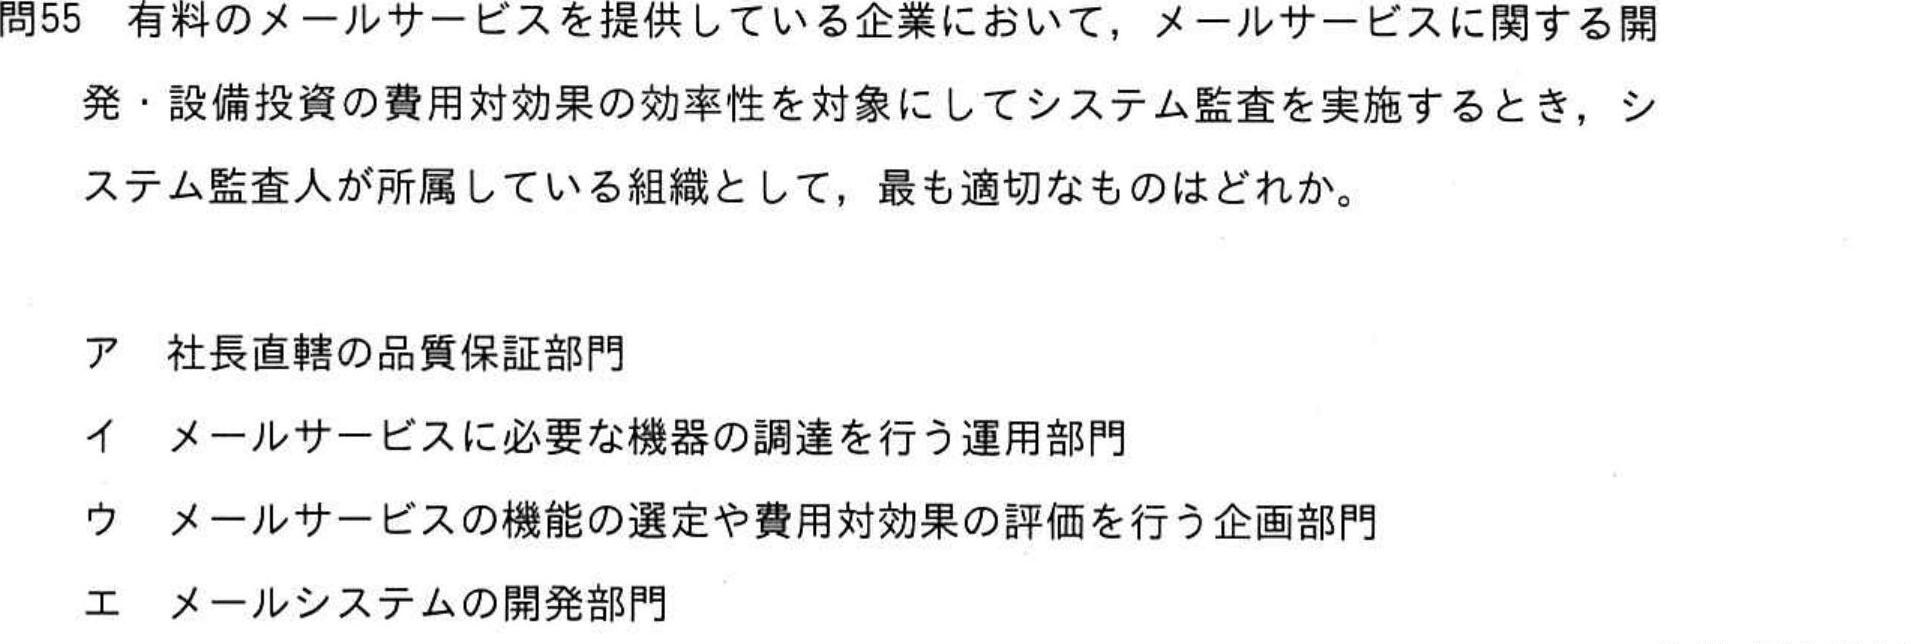 問55　有料のメールサービスを提供している企業において，メールサービスに関する開
発・設備投資の費用対効果の効率性を対象にしてシステム監査を実施するとき，シ
ステム監査人が所属している組織として，最も適切なものはどれか。
ア　社長直轄の品質保証部門
イ　メールサービスに必要な機器の調達を行う運用部門
ウ　メールサービスの機能の選定や費用対効果の評価を行う企画部門
エ　メールシステムの開発部門